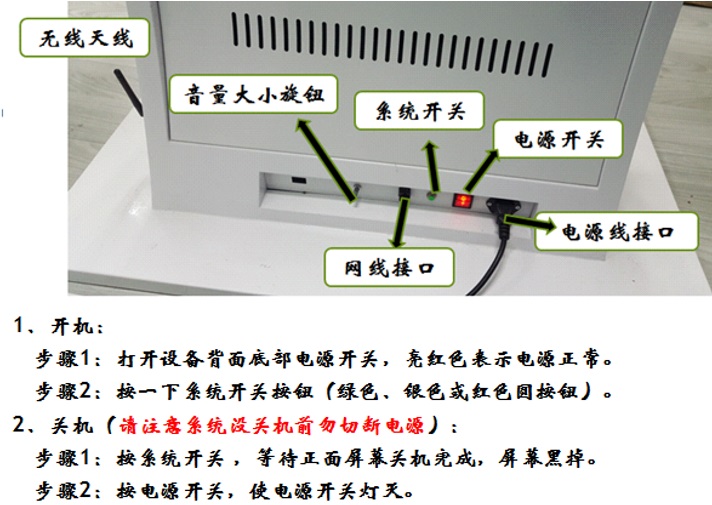 无线天线
音量大小旋钮
系统开关
电源开关
网线接口
电源线接口
1、开机：
步骤1：打开设备背面底部电源开关，亮红色表示电源正常。
步骤2：按一下系统开关按钮（绿色、银色或红色圆按钮）。
2、关机（请注意系统没关机前勿切断电源）：
步骤1：按系统开关，等待正面屏幕关机完成，屏幕黑掉。
步骤2：按电源开关，使电源开关灯灭。